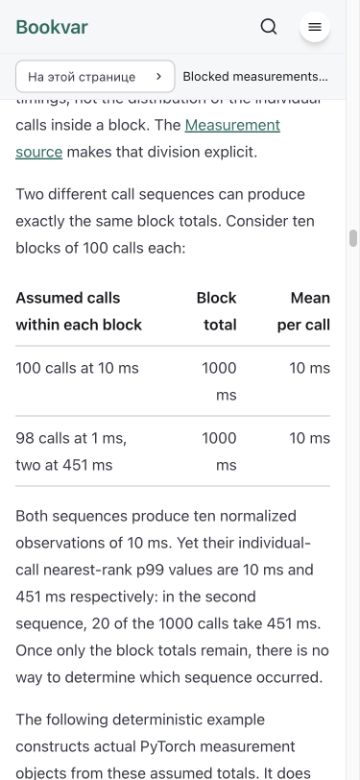 Bookvar
На этой странице
Blocked measurements...
timings, not the distribution of the individual
calls inside a block. The Measurement
source makes that division explicit.
Two different call sequences can produce
exactly the same block totals. Consider ten
blocks of 100 calls each:
Assumed calls within each block Block total Mean per call
100 calls at 10 ms 1000 ms 10 ms
98 calls at 1 ms, two at 451 ms 1000 ms 10 ms
Both sequences produce ten normalized
observations of 10 ms. Yet their individual-
call nearest-rank p99 values are 10 ms and
451 ms respectively: in the second
sequence, 20 of the 1000 calls take 451 ms.
Once only the block totals remain, there is no
way to determine which sequence occurred.
The following deterministic example
constructs actual PyTorch measurement
objects from these assumed totals. It does